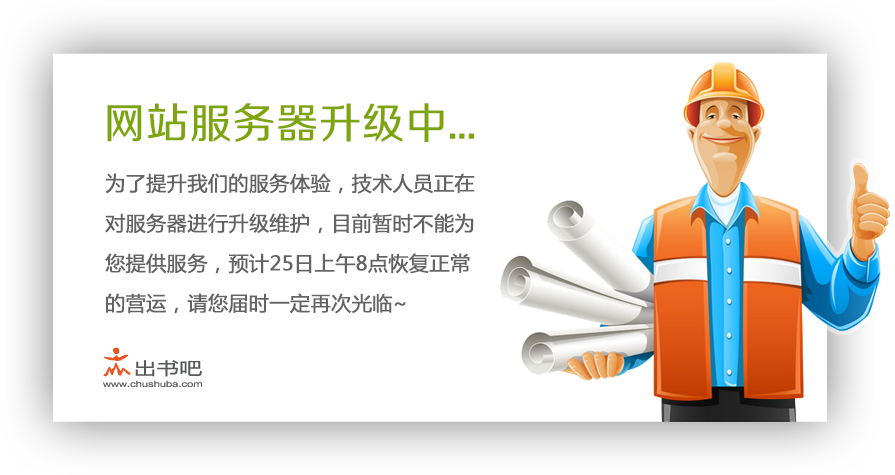 网站服务器升级中...
为了提升我们的服务体验，技术人员正在
对服务器进行升级维护，目前暂时不能为
您提供服务，预计25日上午8点恢复正常
的营运，请您届时一定再次光临~
出书吧
www.chushuba.com